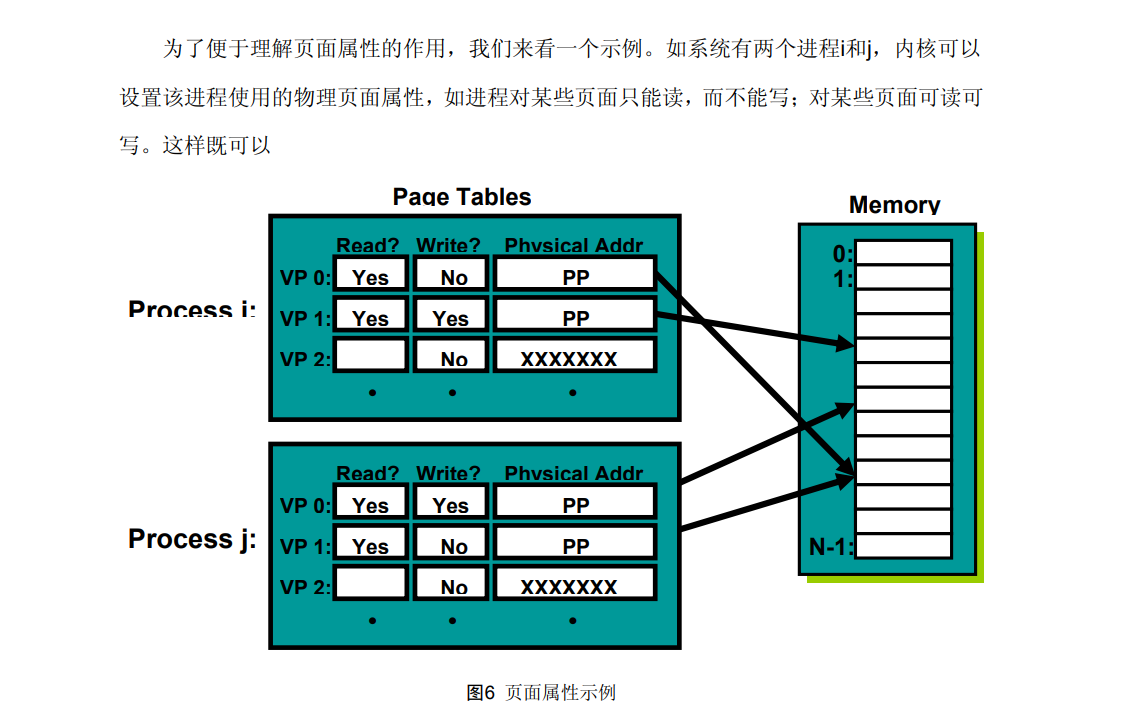 为了便于理解页面属性的作用，我们来看一个示例。如系统有两个进程i和j，内核可以
设置该进程使用的物理页面属性，如进程对某些页面只能读，而不能写；对某些页面可读可
写。这样既可以
Page Tables
Memory
Read? Write? Physical Addr
Process i:
VP 0: Yes No PP
VP 1: Yes Yes PP
VP 2: No XXXXXXX
• • •
0:
1:
N-1:
Read? Write? Physical Addr
Process j:
VP 0: Yes Yes PP
VP 1: Yes No PP
VP 2: No XXXXXXX
• • •
图6 页面属性示例